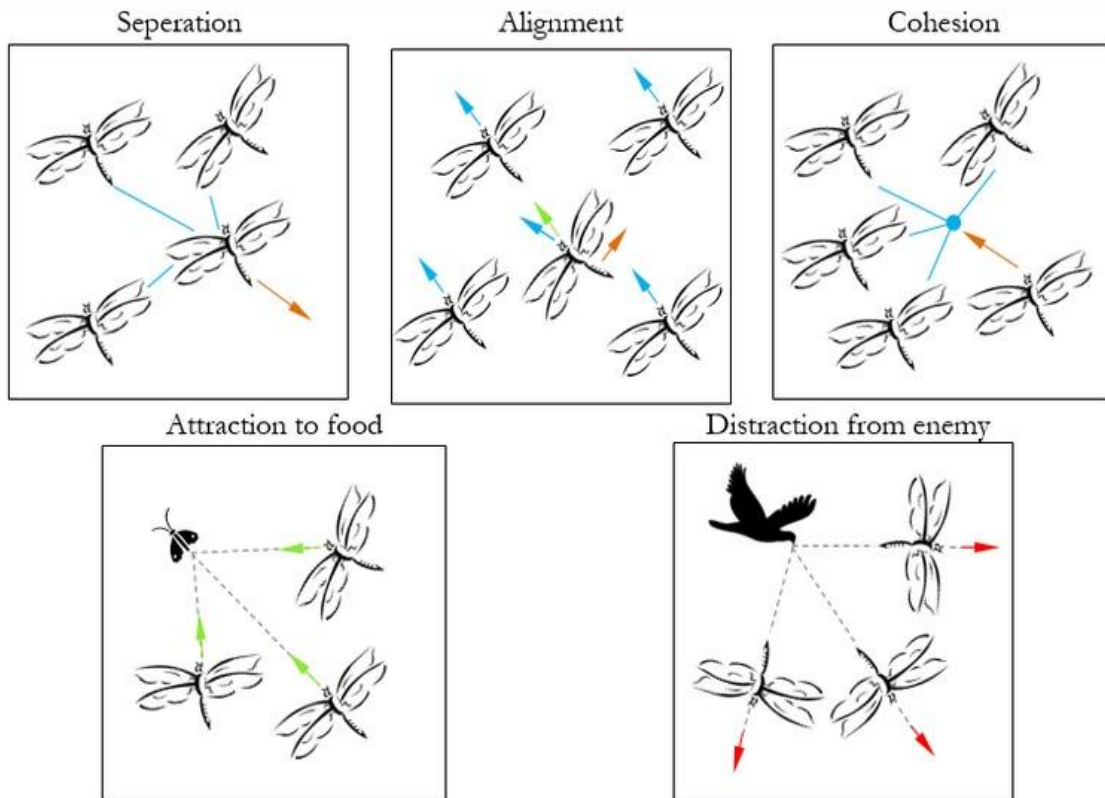 Seperation
Alignment
Cohesion
Attraction to food
Distraction from enemy